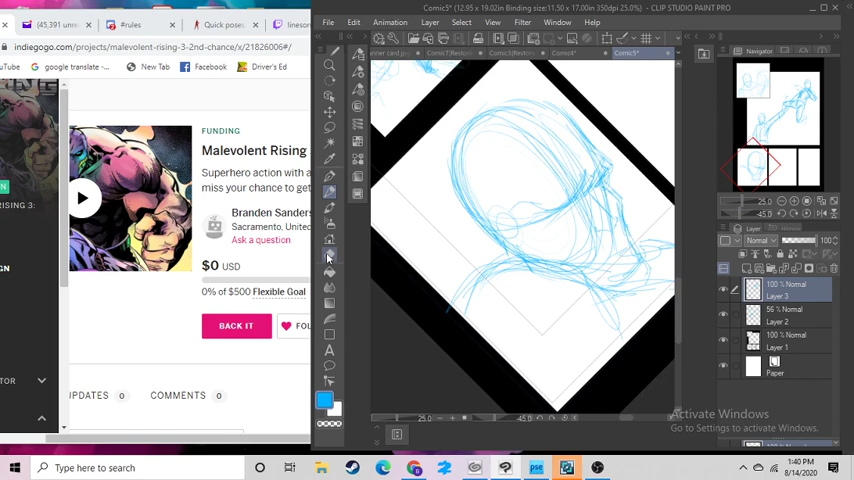 Comic5* (12.95 x 19.02in Binding size:11.50 x 17.00in 350dpi 25.0%) - CLIP STUDIO PAINT PRO
(45,391 unre
#rules
Quick pose
linesor
File Edit Animation Layer Select View Filter Window Help
indiegogo.com/projects/malevolent-rising-3-2nd-chance/x/21826006#/
Comic4*
Comic5*
Navigator
YouTube google translate -... New Tab Facebook Driver's Ed
FUNDING
Malevolent Rising
Superhero action with a
miss your chance to get
RISING 3:
Branden Sanders
Sacramento, United
Ask a question
25.0
-45.0
Layer
Normal 100
$0 USD
0% of $500 Flexible Goal
100 % Normal
Layer 3
56 % Normal
Layer 2
BACK IT
FOL
100 % Normal
Layer 1
Paper
ATOR
UPDATES 0 COMMENTS 0
25.0
-45.0
Activate Windows
Go to Settings to activate Windows.
Type here to search
pse
1:40 PM
8/14/2020